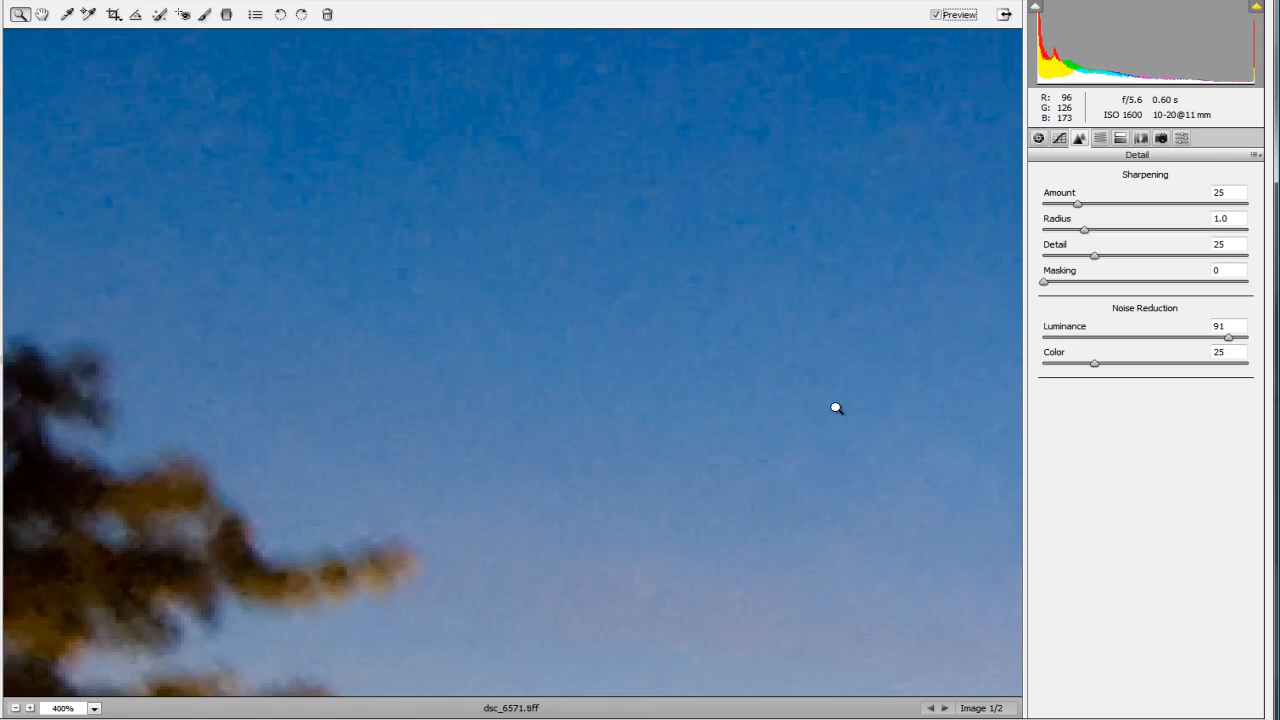 Preview
R: 96
G: 126
B: 173
f/5.6 0.60 s
ISO 1600 10-20@11 mm
Detail
Sharpening
Amount 25
Radius 1.0
Detail 25
Masking 0
Noise Reduction
Luminance 91
Color 25
400%
dsc_6571.tiff
Image 1/2